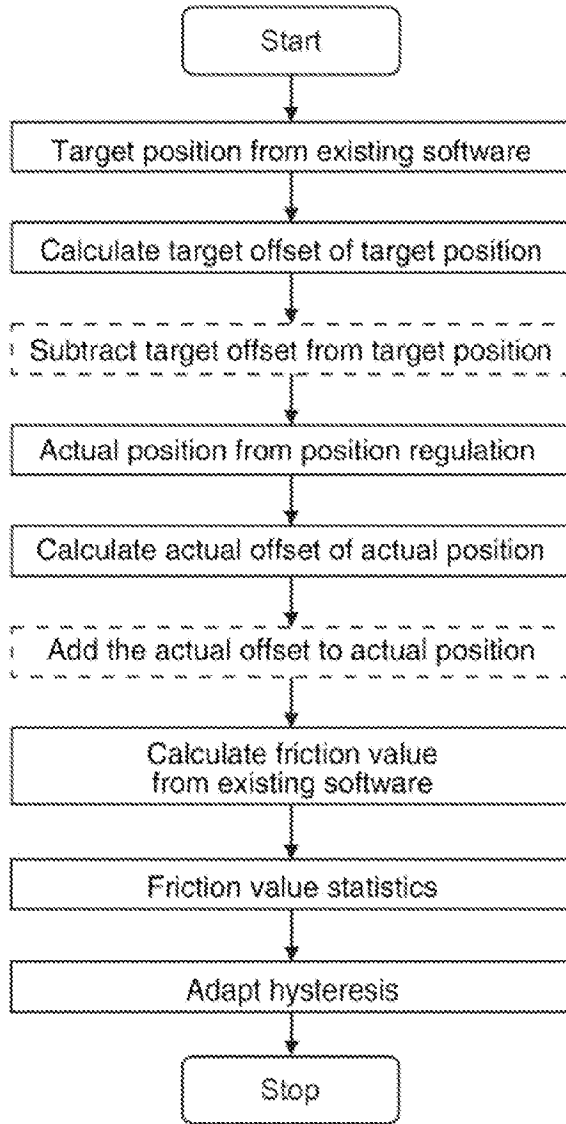 Start
Target position from existing software
Calculate target offset of target position
Subtract target offset from target position
Actual position from position regulation
Calculate actual offset of actual position
Add the actual offset to actual position
Calculate friction value
from existing software
Friction value statistics
Adapt hysteresis
Stop